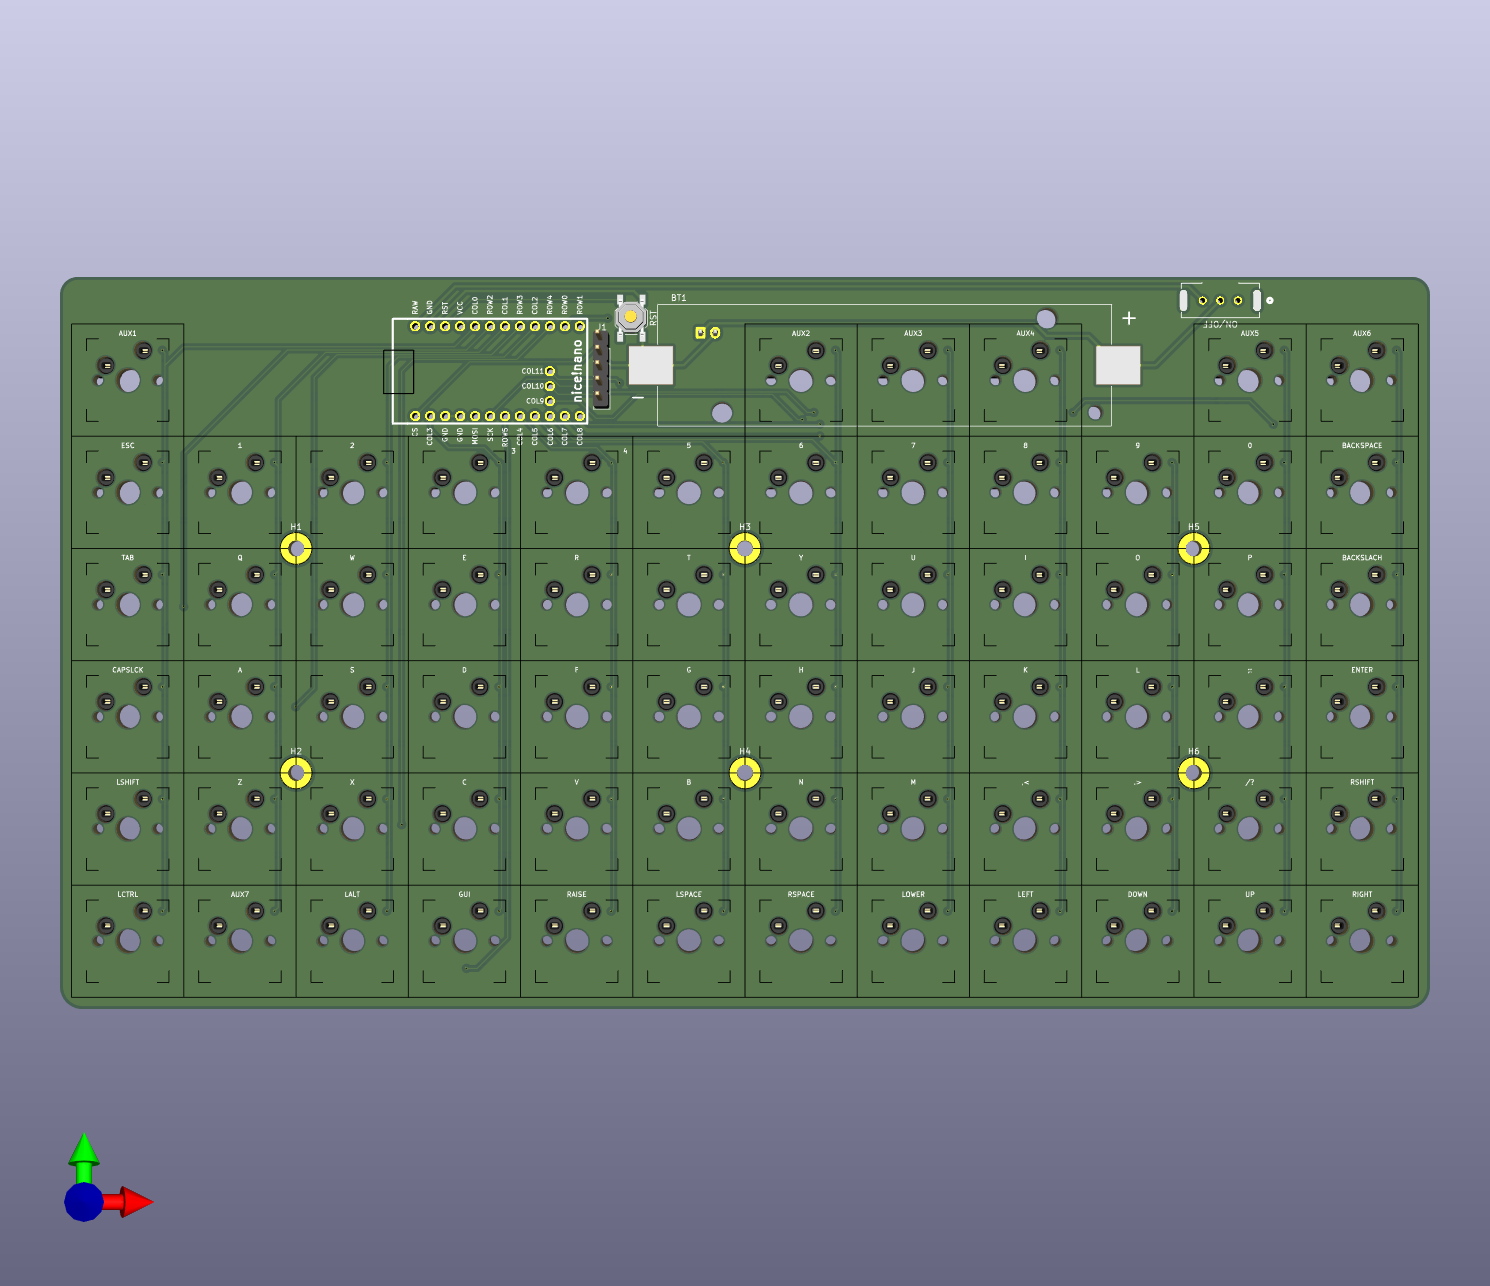 RAW GND RST VCC COL0 ROW2 COL1 ROW3 COL2 ROW4 ROW0 ROW1
BT1
RST
+
J1
ON/OFF
nice!nano
COL11
COL10
COL9
−
CS COL3 GND GND MOSI SCK ROW5 COL4 COL5 COL6 COL7 COL8
AUX1 AUX2 AUX3 AUX4 AUX5 AUX6
ESC 1 2 3 4 5 6 7 8 9 0 BACKSPACE
H1 H3 H5
TAB Q W E R T Y U I O P BACKSLACH
CAPSLCK A S D F G H J K L ;: ENTER
H2 H4 H6
LSHIFT Z X C V B N M ,< .> /? RSHIFT
LCTRL AUX7 LALT GUI RAISE LSPACE RSPACE LOWER LEFT DOWN UP RIGHT